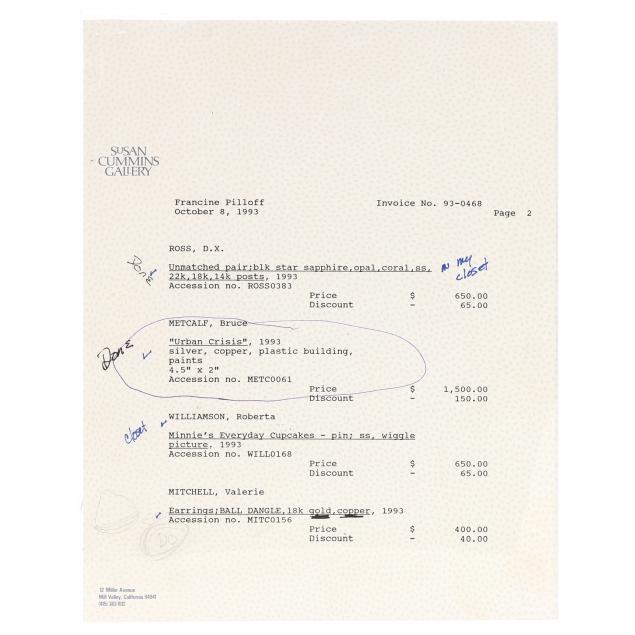 SUSAN
CUMMINS
GALLERY
Francine Pilloff Invoice No. 93-0468
October 8, 1993
Page 2
ROSS, D.X.
Done Unmatched pair;blk star sapphire,opal,coral,ss, in my closet
22k,18k,14k posts, 1993
Accession no. ROSS0383
Price $ 650.00
Discount - 65.00
METCALF, Bruce
Done "Urban Crisis", 1993
silver, copper, plastic building,
paints
4.5" x 2"
Accession no. METC0061
Price $ 1,500.00
Discount - 150.00
WILLIAMSON, Roberta
closet Minnie's Everyday Cupcakes - pin; ss, wiggle
picture, 1993
Accession no. WILL0168
Price $ 650.00
Discount - 65.00
MITCHELL, Valerie
Earrings;BALL DANGLE,18k gold,copper, 1993
Accession no. MITC0156
Price $ 400.00
Discount - 40.00
DO
12 Miller Avenue
Mill Valley, California 94941